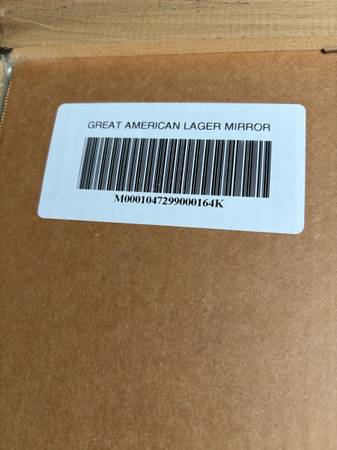 GREAT AMERICAN LAGER MIRROR
M0001047299000164K